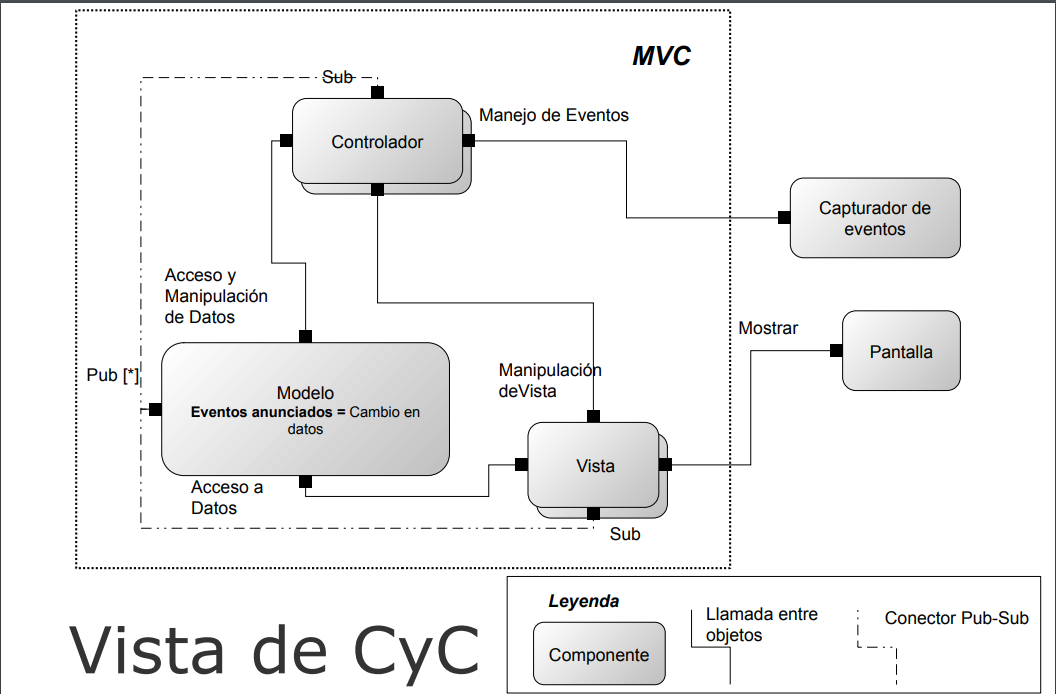 MVC
Sub
Controlador
Manejo de Eventos
Capturador de
eventos
Acceso y
Manipulación
de Datos
Mostrar
Pantalla
Pub [*]
Modelo
Eventos anunciados = Cambio en
datos
Manipulación
deVista
Vista
Acceso a
Datos
Sub
Leyenda
Componente
Llamada entre
objetos
Conector Pub-Sub
Vista de CyC